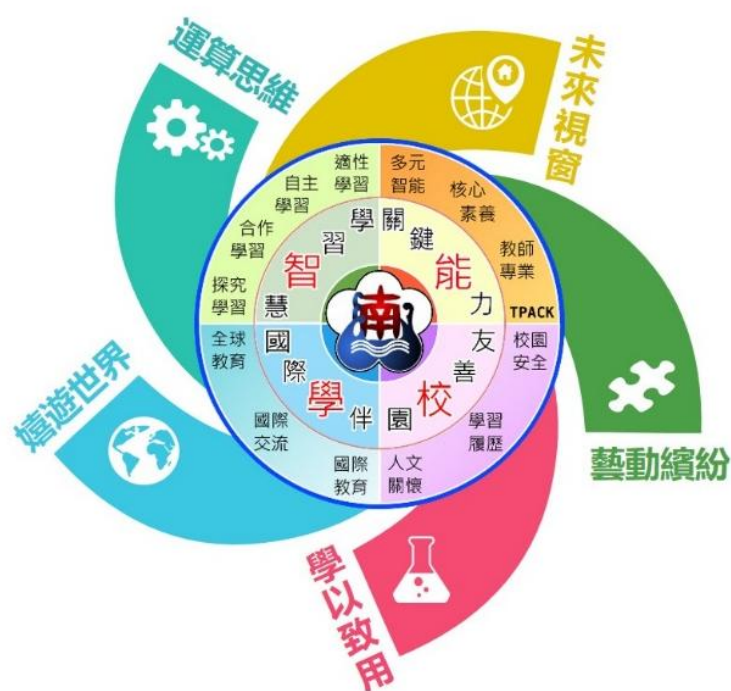 運算思維
未來視窗
藝動繽紛
學以致用
嬉遊世界
適性
學習
自主
學習
合作
學習
探究
學習
多元
智能
核心
素養
教師
專業
TPACK
校園
安全
學習
履歷
人文
關懷
國際
教育
國際
交流
全球
教育
智慧學習
關鍵能力
友善校園
國際學伴
南